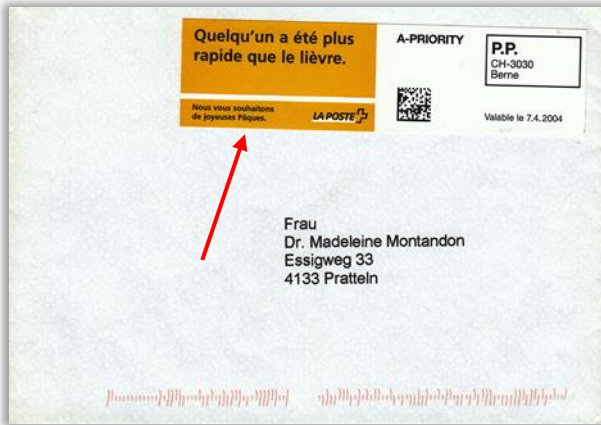 Quelqu'un a été plus
rapide que le lièvre.
Nous vous souhaitons
de joyeuses Pâques.
LA POSTE
A-PRIORITY
P.P.
CH-3030
Berne
Valable le 7.4.2004
Frau
Dr. Madeleine Montandon
Essigweg 33
4133 Pratteln